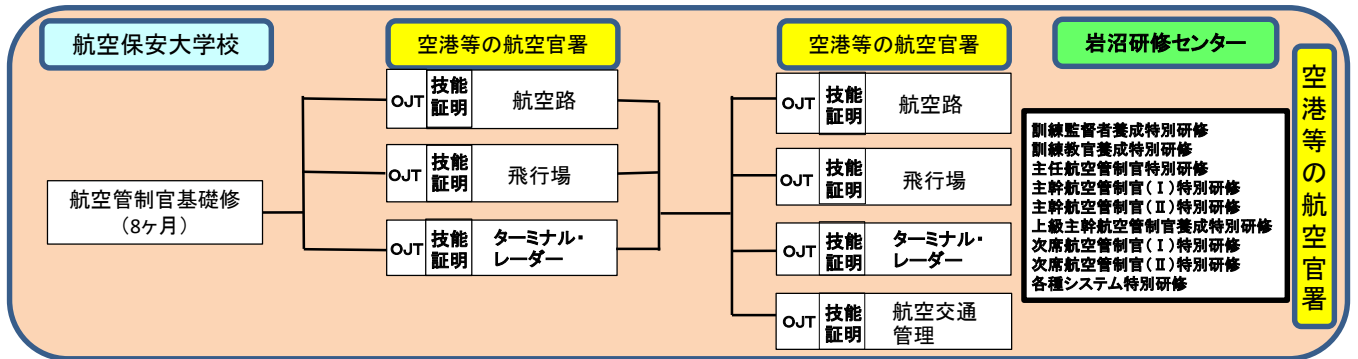 航空保安大学校
航空管制官基礎修
(8ヶ月)
空港等の航空官署
OJT
技能
証明
航空路
OJT
技能
証明
飛行場
OJT
技能
証明
ターミナル・
レーダー
空港等の航空官署
OJT
技能
証明
航空路
OJT
技能
証明
飛行場
OJT
技能
証明
ターミナル・
レーダー
OJT
技能
証明
航空交通
管理
岩沼研修センター
訓練監督者養成特別研修
訓練教官養成特別研修
主任航空管制官特別研修
主幹航空管制官(Ⅰ)特別研修
主幹航空管制官(Ⅱ)特別研修
上級主幹航空管制官養成特別研修
次席航空管制官(Ⅰ)特別研修
次席航空管制官(Ⅱ)特別研修
各種システム特別研修
空港等の航空官署